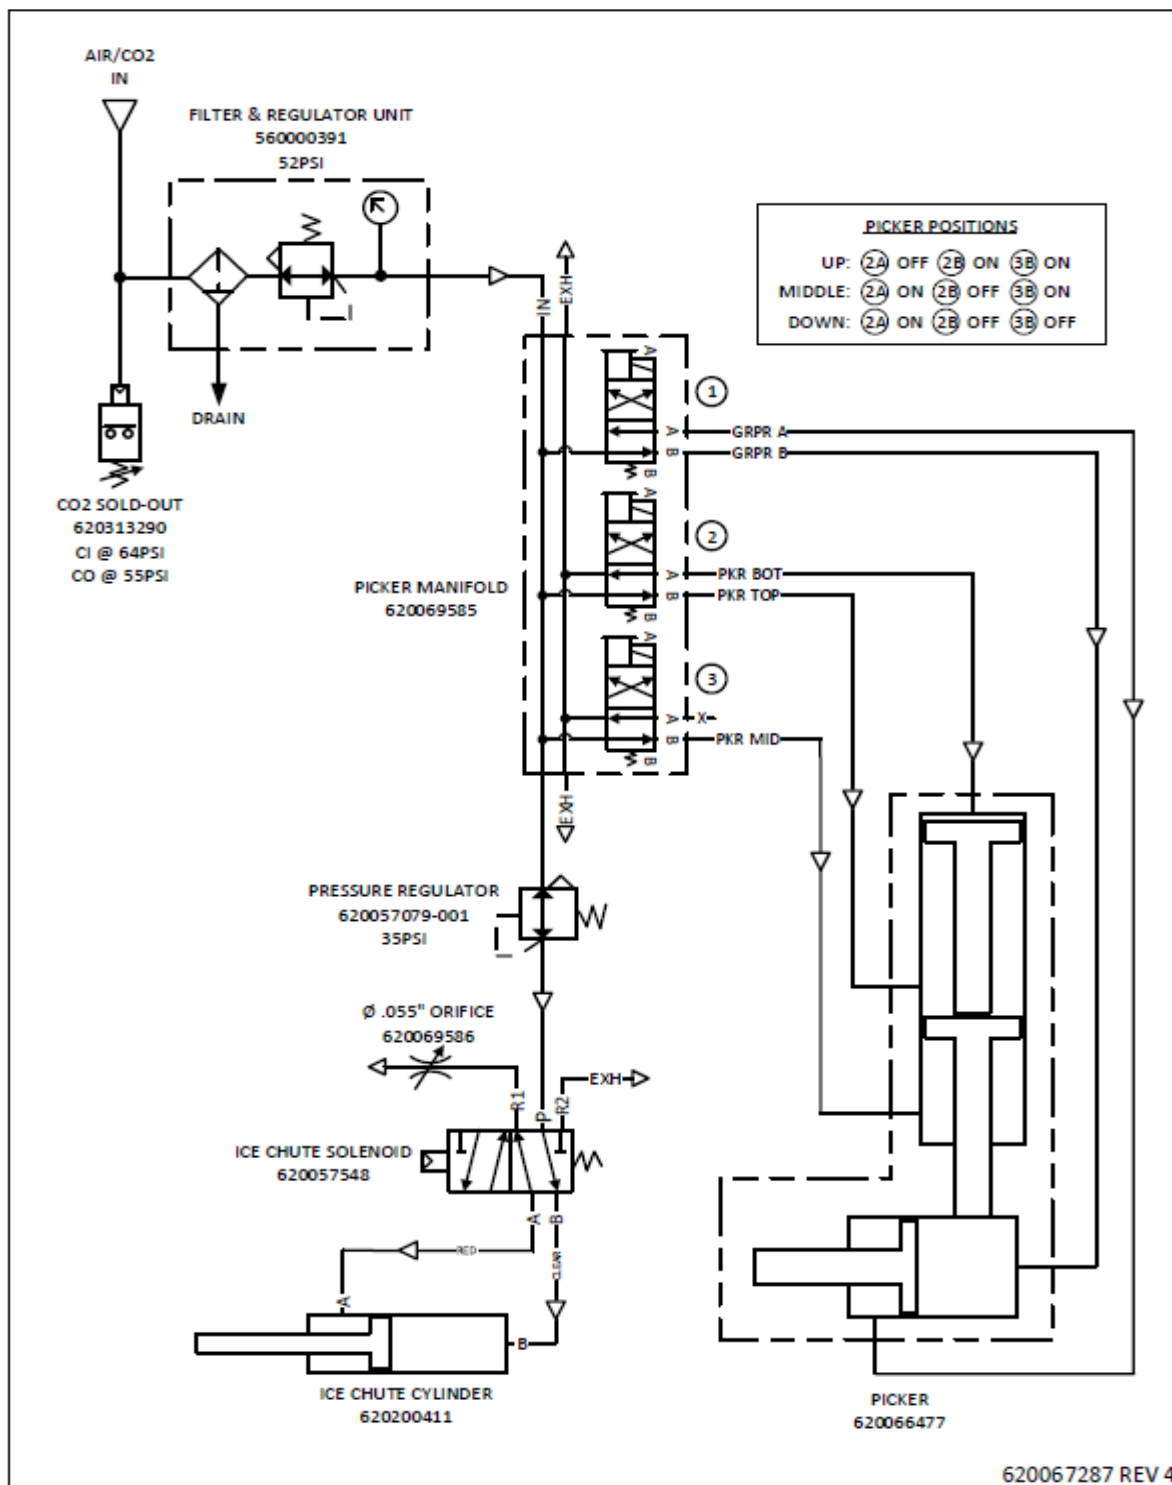 AIR/CO2
IN
FILTER & REGULATOR UNIT
560000391
52PSI
PICKER POSITIONS
UP: 2A OFF 2B ON 3B ON
MIDDLE: 2A ON 2B OFF 3B ON
DOWN: 2A ON 2B OFF 3B OFF
IN
EXH
DRAIN
CO2 SOLD-OUT
620313290
CI @ 64PSI
CO @ 55PSI
A
1
A GRPR A
B GRPR B
B
A
2
A PKR BOT
B PKR TOP
B
PICKER MANIFOLD
620069585
A
3
A X
B PKR MID
B
EXH
PRESSURE REGULATOR
620057079-001
35PSI
Ø .055" ORIFICE
620069586
R1
P
R2
EXH
ICE CHUTE SOLENOID
620057548
A
B
RED
CLEAR
A
B
ICE CHUTE CYLINDER
620200411
PICKER
620066477
620067287 REV 4